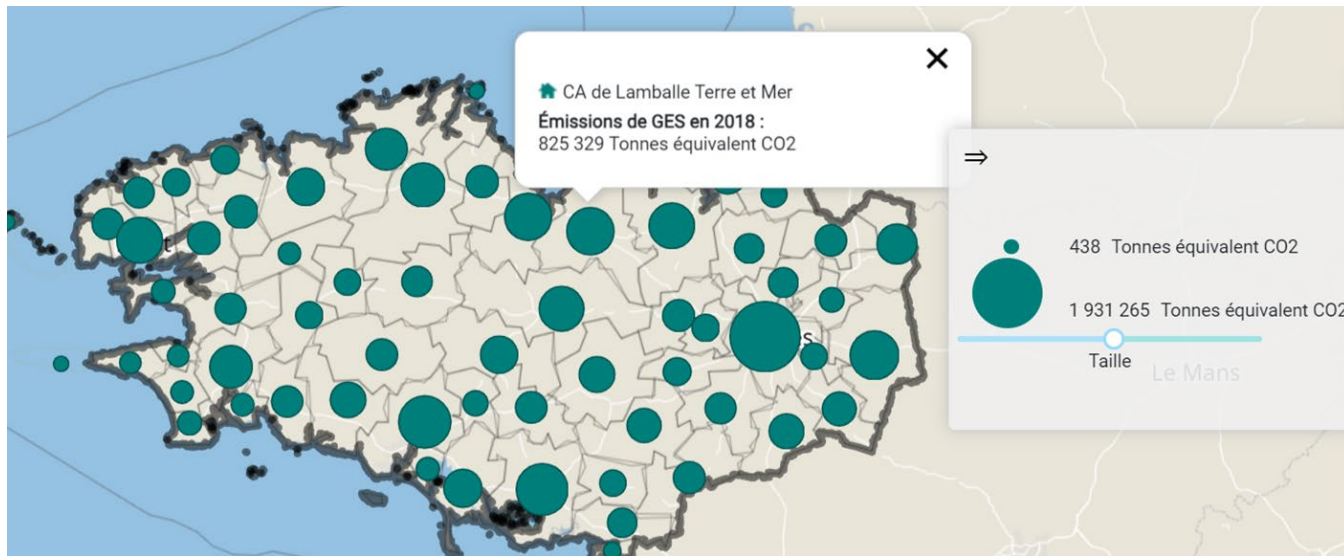 CA de Lamballe Terre et Mer
Émissions de GES en 2018 :
825 329 Tonnes équivalent CO2
⇒
438 Tonnes équivalent CO2
1 931 265 Tonnes équivalent CO2
Taille
Le Mans